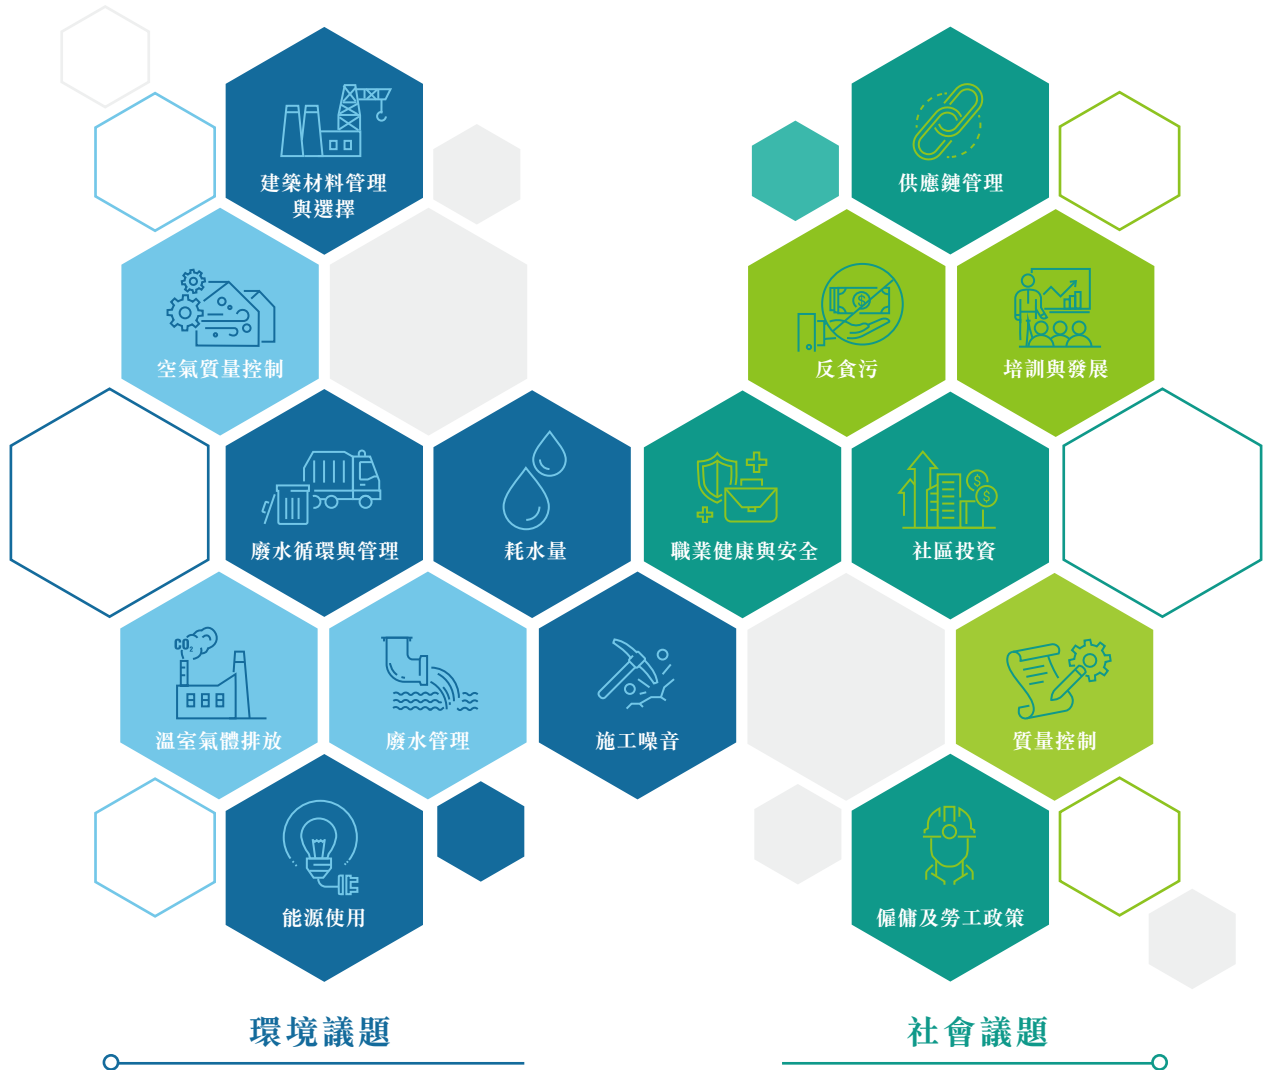 建築材料管理
與選擇
空氣質量控制
廢水循環與管理
耗水量
CO₂
溫室氣體排放
廢水管理
施工噪音
能源使用
環境議題
供應鏈管理
$
反貪污
培訓與發展
職業健康與安全
$
$
社區投資
質量控制
僱傭及勞工政策
社會議題